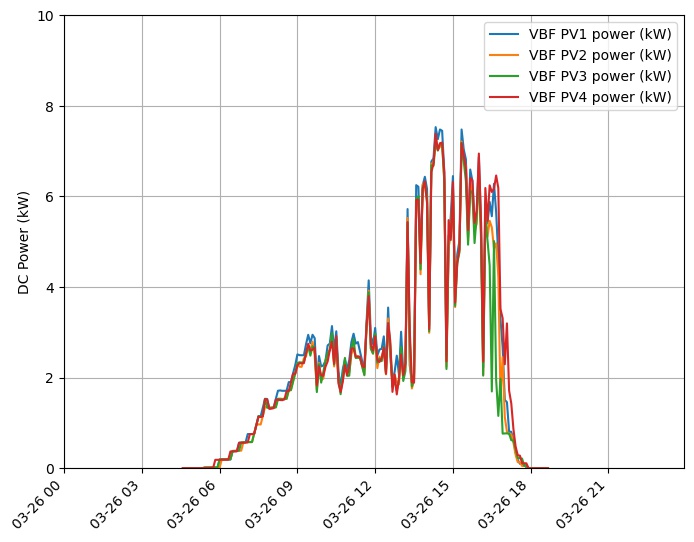 10
8
6
4
2
0
DC Power (kW)
VBF PV1 power (kW)
VBF PV2 power (kW)
VBF PV3 power (kW)
VBF PV4 power (kW)
03-26 00
03-26 03
03-26 06
03-26 09
03-26 12
03-26 15
03-26 18
03-26 21